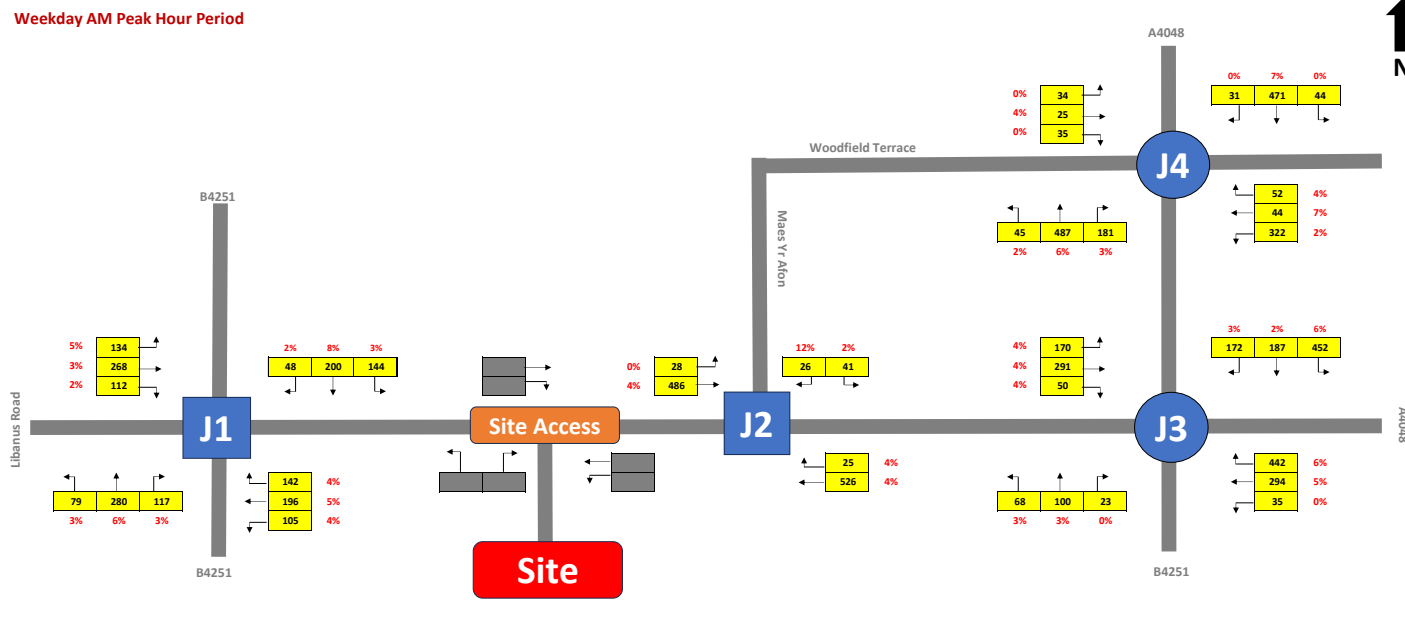 Weekday AM Peak Hour Period
N
A4048
0% 7% 0%
31 471 44
0% 34
4% 25
0% 35
Woodfield Terrace
J4
52 4%
44 7%
322 2%
45 487 181
2% 6% 3%
B4251
Maes Yr Afon
5% 134
3% 268
2% 112
2% 8% 3%
48 200 144
0% 28
4% 486
12% 2%
26 41
4% 170
4% 291
4% 50
3% 2% 6%
172 187 452
Libanus Road
J1
Site Access
J2
J3
A4048
79 280 117
3% 6% 3%
142 4%
196 5%
105 4%
25 4%
526 4%
68 100 23
3% 3% 0%
442 6%
294 5%
35 0%
B4251
Site
B4251